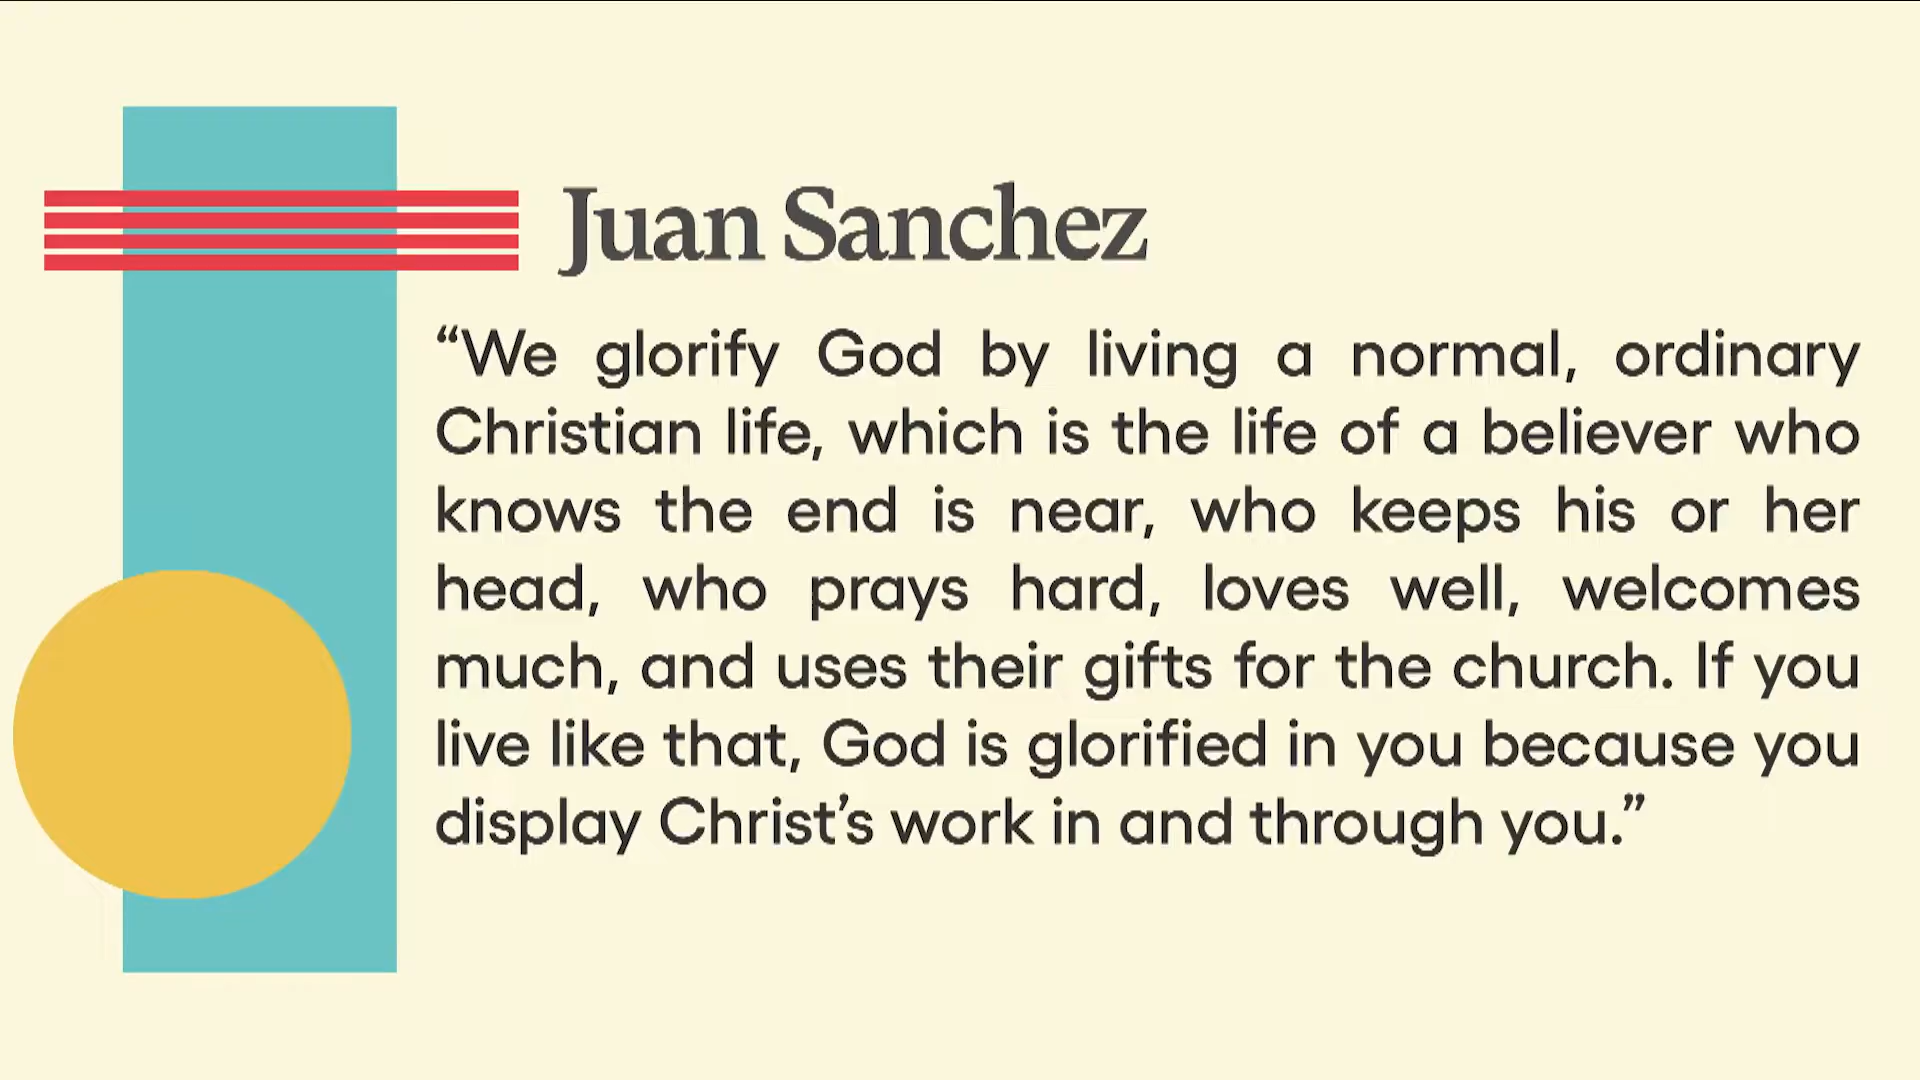 Juan Sanchez
“We glorify God by living a normal, ordinary
Christian life, which is the life of a believer who
knows the end is near, who keeps his or her
head, who prays hard, loves well, welcomes
much, and uses their gifts for the church. If you
live like that, God is glorified in you because you
display Christ’s work in and through you.”